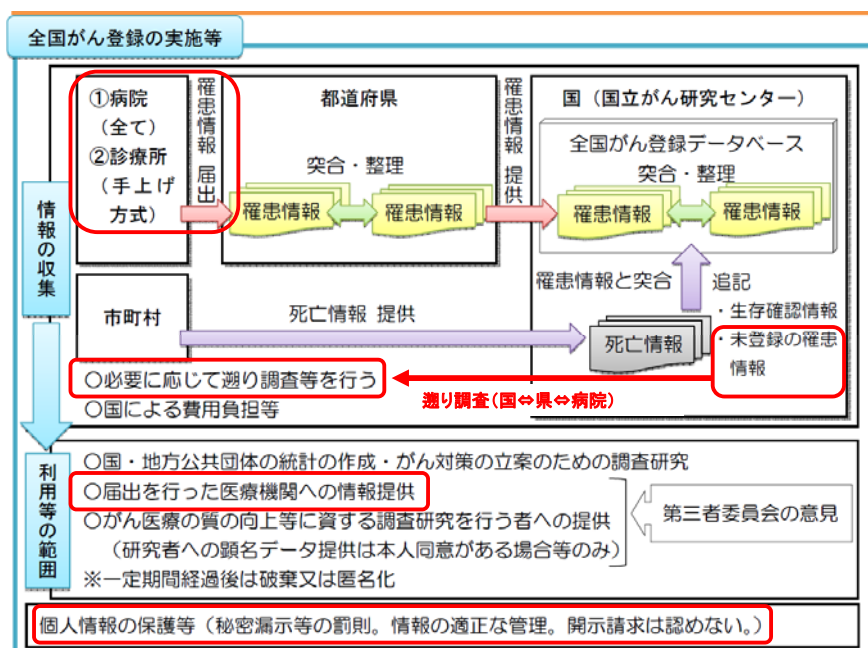 全国がん登録の実施等
情報の収集
①病院
(全て)
②診療所
(手上げ
方式)
罹患情報 届出
都道府県
突合・整理
罹患情報
罹患情報
罹患情報 提供
国(国立がん研究センター)
全国がん登録データベース
突合・整理
罹患情報
罹患情報
罹患情報と突合
追記
・生存確認情報
・未登録の罹患
情報
市町村
死亡情報 提供
死亡情報
○必要に応じて遡り調査等を行う
遡り調査(国⇔県⇔病院)
○国による費用負担等
利用等の範囲
○国・地方公共団体の統計の作成・がん対策の立案のための調査研究
○届出を行った医療機関への情報提供
○がん医療の質の向上等に資する調査研究を行う者への提供
(研究者への顕名データ提供は本人同意がある場合等のみ)
※一定期間経過後は破棄又は匿名化
第三者委員会の意見
個人情報の保護等(秘密漏示等の罰則。情報の適正な管理。開示請求は認めない。)